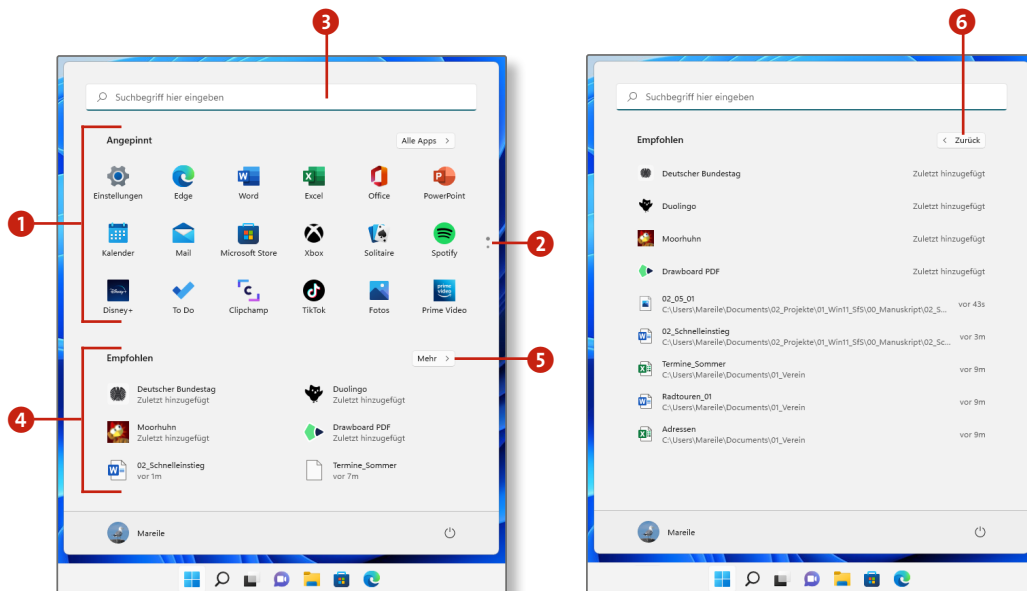 3
6
Suchbegriff hier eingeben
Angepinnt
Alle Apps >
Einstellungen
Edge
Word
Excel
Office
PowerPoint
1
2
Kalender
Mail
Microsoft Store
Xbox
Solitaire
Spotify
Disney+
To Do
Clipchamp
TikTok
prime video
Fotos
Prime Video
Empfohlen
Mehr >
5
4
Deutscher Bundestag
Zuletzt hinzugefügt
Duolingo
Zuletzt hinzugefügt
Moorhuhn
Zuletzt hinzugefügt
Drawboard PDF
Zuletzt hinzugefügt
02_Schnelleinstieg
vor 1m
Termine_Sommer
vor 7m
Mareile
Suchbegriff hier eingeben
Empfohlen
< Zurück
Deutscher Bundestag
Zuletzt hinzugefügt
Duolingo
Zuletzt hinzugefügt
Moorhuhn
Zuletzt hinzugefügt
Drawboard PDF
Zuletzt hinzugefügt
02_05_01
C:\Users\Mareile\Documents\02_Projekte\01_Win11_SfS\00_Manuskript\02_S...
vor 43s
02_Schnelleinstieg
C:\Users\Mareile\Documents\02_Projekte\01_Win11_SfS\00_Manuskript\02_Sc...
vor 3m
Termine_Sommer
C:\Users\Mareile\Documents\01_Verein
vor 9m
Radtouren_01
C:\Users\Mareile\Documents\01_Verein
vor 9m
Adressen
C:\Users\Mareile\Documents\01_Verein
vor 9m
Mareile